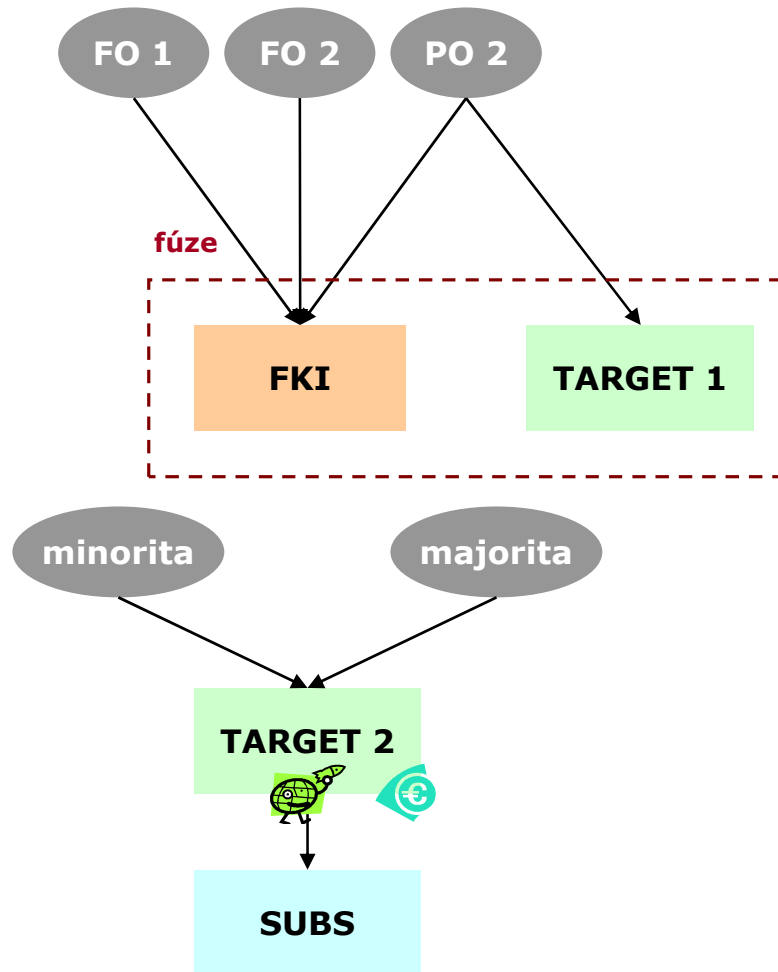 FO 1
FO 2
PO 2
fúze
FKI
TARGET 1
minorita
majorita
TARGET 2
€
SUBS